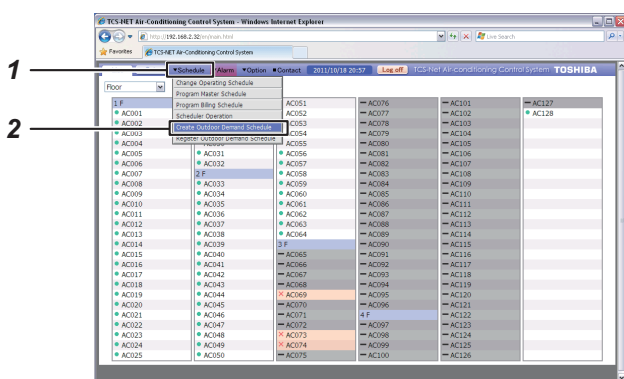 TCS-NET Air-Conditioning Control System - Windows Internet Explorer
http://192.168.2.32/nn/main.html
Live Search
Favorites TCS-NET Air-Conditioning Control System
1
▼Schedule ▼Alarm ▼Option ■Contact 2011/10/18 20:57 Log off TCS-Net Air-conditioning Control System TOSHIBA
Floor
Change Operating Schedule
Program Master Schedule
Program Billing Schedule
Scheduler Operation
2
Create Outdoor Demand Schedule
Register Outdoor Demand Schedule
1 F
AC001
AC002
AC003
AC004
AC005
AC006
AC007
AC008
AC009
AC010
AC011
AC012
AC013
AC014
AC015
AC016
AC017
AC018
AC019
AC020
AC021
AC022
AC023
AC024
AC025
AC031
AC032
2 F
AC033
AC034
AC035
AC036
AC037
AC038
AC039
AC040
AC041
AC042
AC043
AC044
AC045
AC046
AC047
AC048
AC049
AC050
AC051
AC052
AC053
AC054
AC055
AC056
AC057
AC058
AC059
AC060
AC061
AC062
AC063
AC064
3 F
AC065
AC066
AC067
AC068
AC069
AC070
AC071
AC072
AC073
AC074
AC075
AC076
AC077
AC078
AC079
AC080
AC081
AC082
AC083
AC084
AC085
AC086
AC087
AC088
AC089
AC090
AC091
AC092
AC093
AC094
AC095
AC096
4 F
AC097
AC098
AC099
AC100
AC101
AC102
AC103
AC104
AC105
AC106
AC107
AC108
AC109
AC110
AC111
AC112
AC113
AC114
AC115
AC116
AC117
AC118
AC119
AC120
AC121
AC122
AC123
AC124
AC125
AC126
AC127
AC128